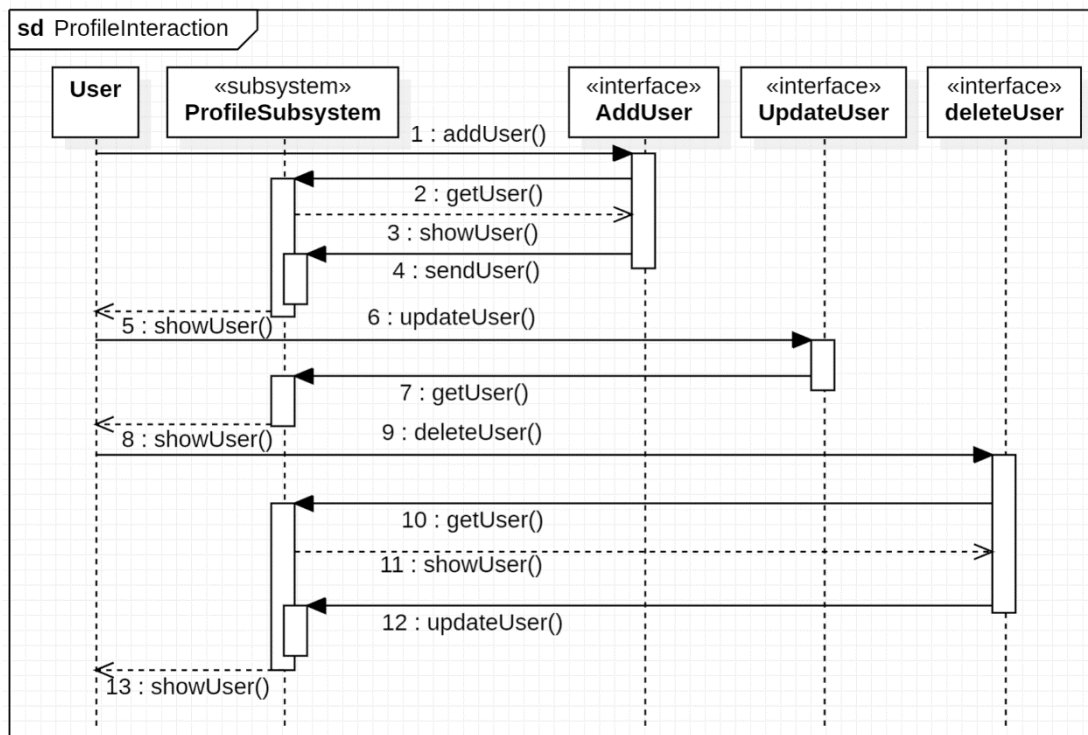 sd ProfileInteraction
User
«subsystem»
ProfileSubsystem
«interface»
AddUser
«interface»
UpdateUser
«interface»
deleteUser
1 : addUser()
2 : getUser()
3 : showUser()
4 : sendUser()
5 : showUser()
6 : updateUser()
7 : getUser()
8 : showUser()
9 : deleteUser()
10 : getUser()
11 : showUser()
12 : updateUser()
13 : showUser()